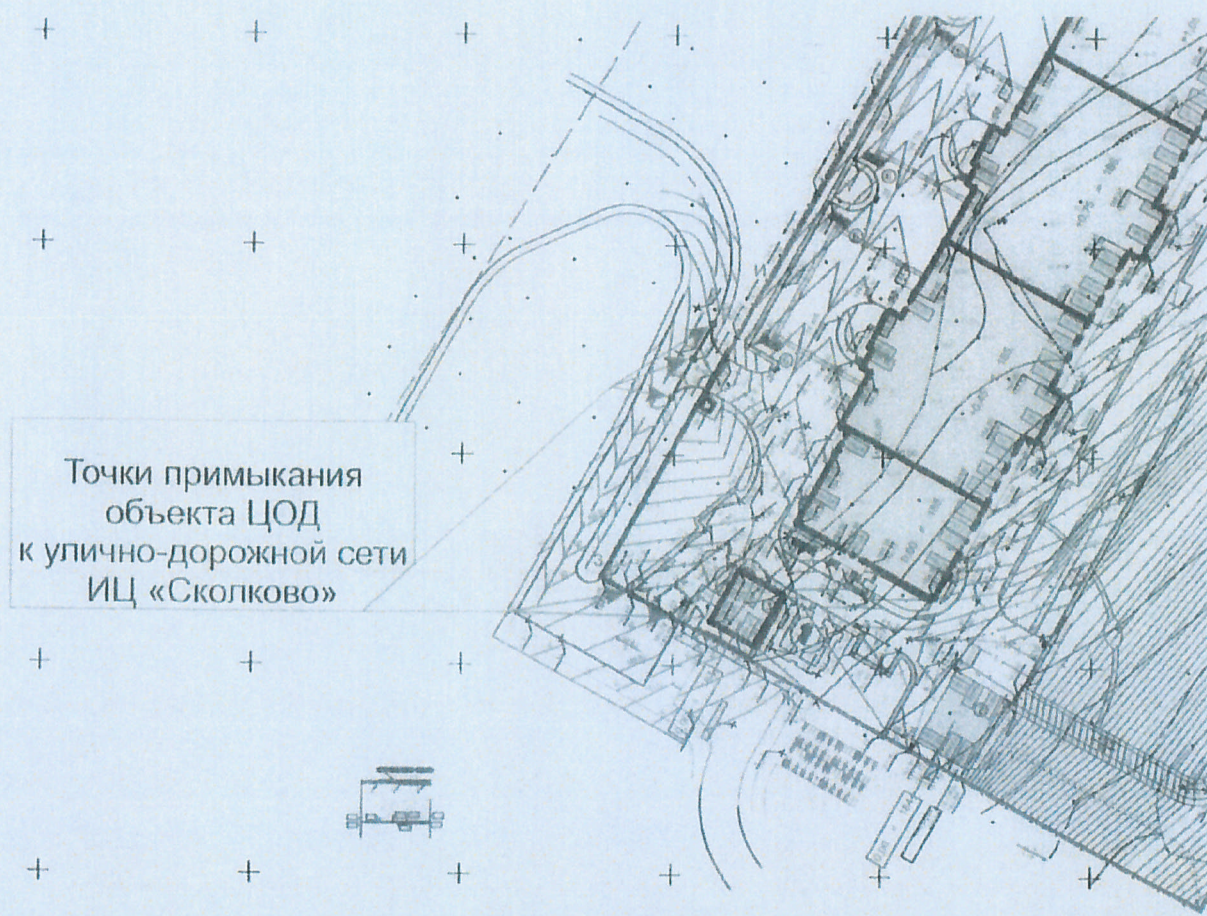 Точки примыкания
объекта ЦОД
к улично-дорожной сети
ИЦ «Сколково»